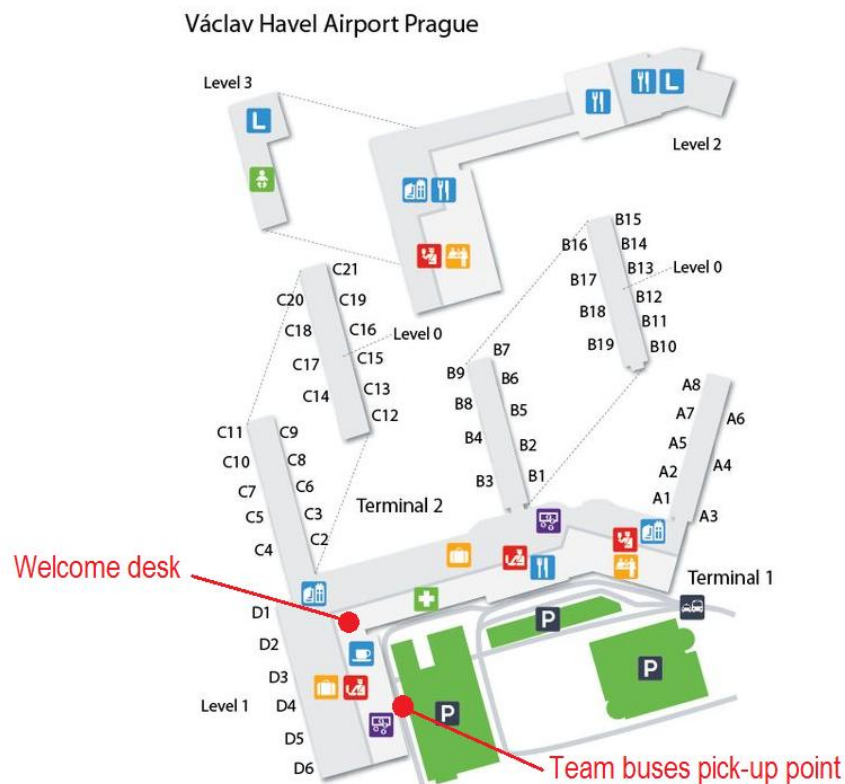 Václav Havel Airport Prague
Level 3
L
L
Level 2
B15
B16
B14
B13
Level 0
B17
B12
B18
B11
B19
B10
C21
C20
C19
C18
C16
Level 0
C17
C15
C14
C13
C12
B7
B9
B6
B8
B5
B4
B2
B3
B1
A8
A7
A6
A5
A2
A4
A1
A3
C11
C9
C10
C8
C7
C6
C5
C3
C4
C2
Terminal 2
Welcome desk
Terminal 1
D1
D2
D3
Level 1
D4
D5
D6
P
P
P
Team buses pick-up point